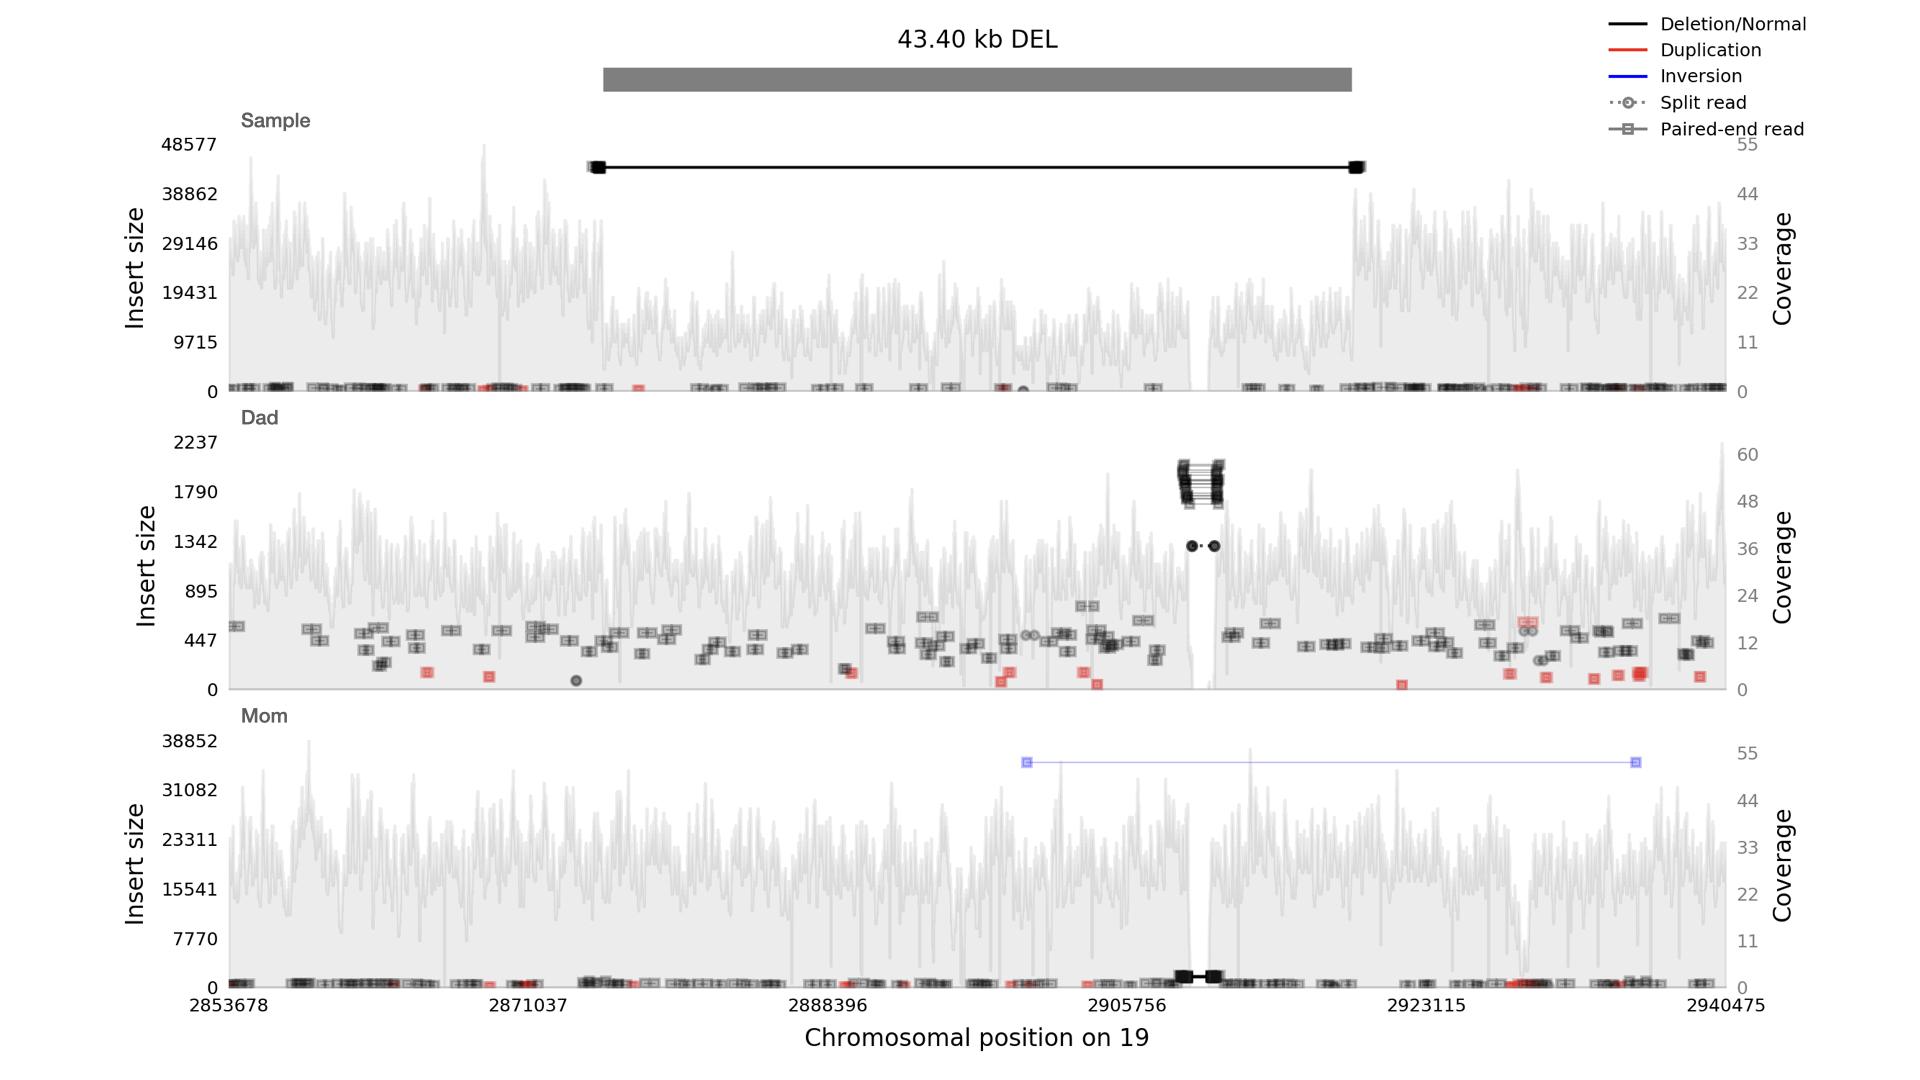 43.40 kb DEL
Deletion/Normal
Duplication
Inversion
Split read
Paired-end read
Sample
48577
38862
29146
19431
9715
0
Insert size
55
44
33
22
11
0
Coverage
Dad
2237
1790
1342
895
447
0
Insert size
60
48
36
24
12
0
Coverage
Mom
38852
31082
23311
15541
7770
0
Insert size
55
44
33
22
11
0
Coverage
2853678 2871037 2888396 2905756 2923115 2940475
Chromosomal position on 19